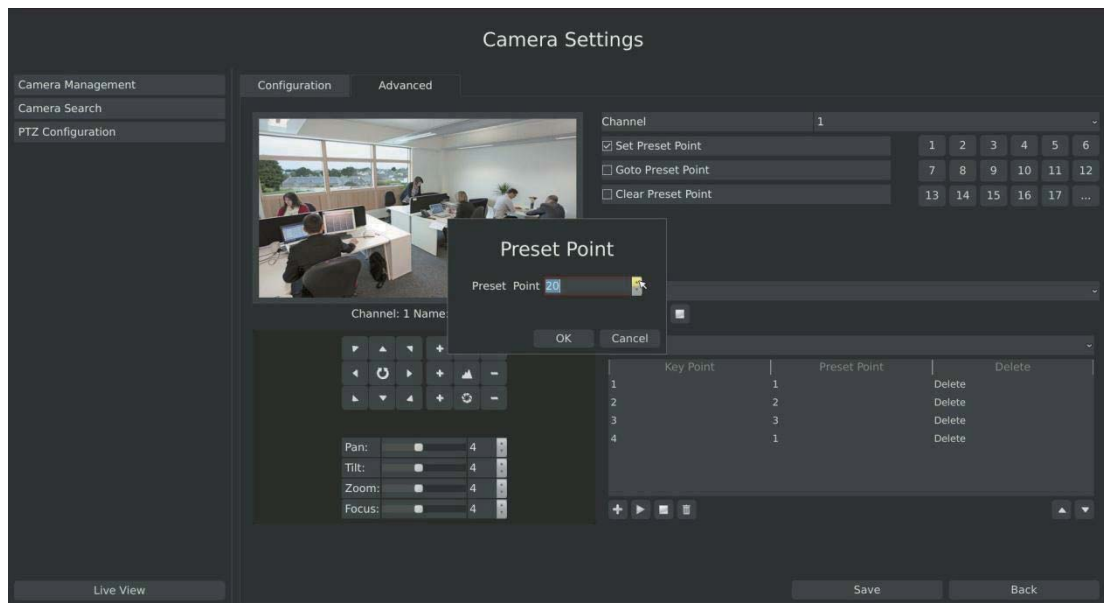 Camera Settings
Camera Management
Camera Search
PTZ Configuration
Configuration
Advanced
Channel 1
Set Preset Point 1 2 3 4 5 6
Goto Preset Point 7 8 9 10 11 12
Clear Preset Point 13 14 15 16 17 ...
Preset Point
Preset Point 20
OK Cancel
Channel: 1 Name:
Pan: 4
Tilt: 4
Zoom: 4
Focus: 4
Key Point Preset Point Delete
1 1 Delete
2 2 Delete
3 3 Delete
4 1 Delete
Live View
Save
Back